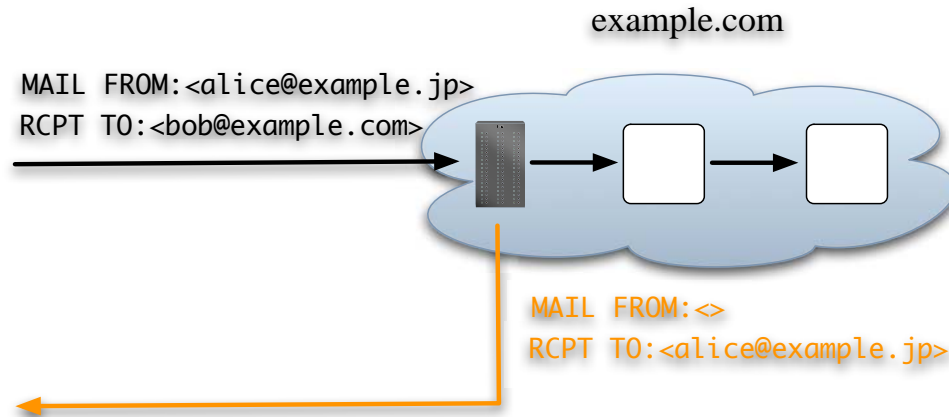 example.com
MAIL FROM:<alice@example.jp>
RCPT TO:<bob@example.com>
MAIL FROM:<>
RCPT TO:<alice@example.jp>